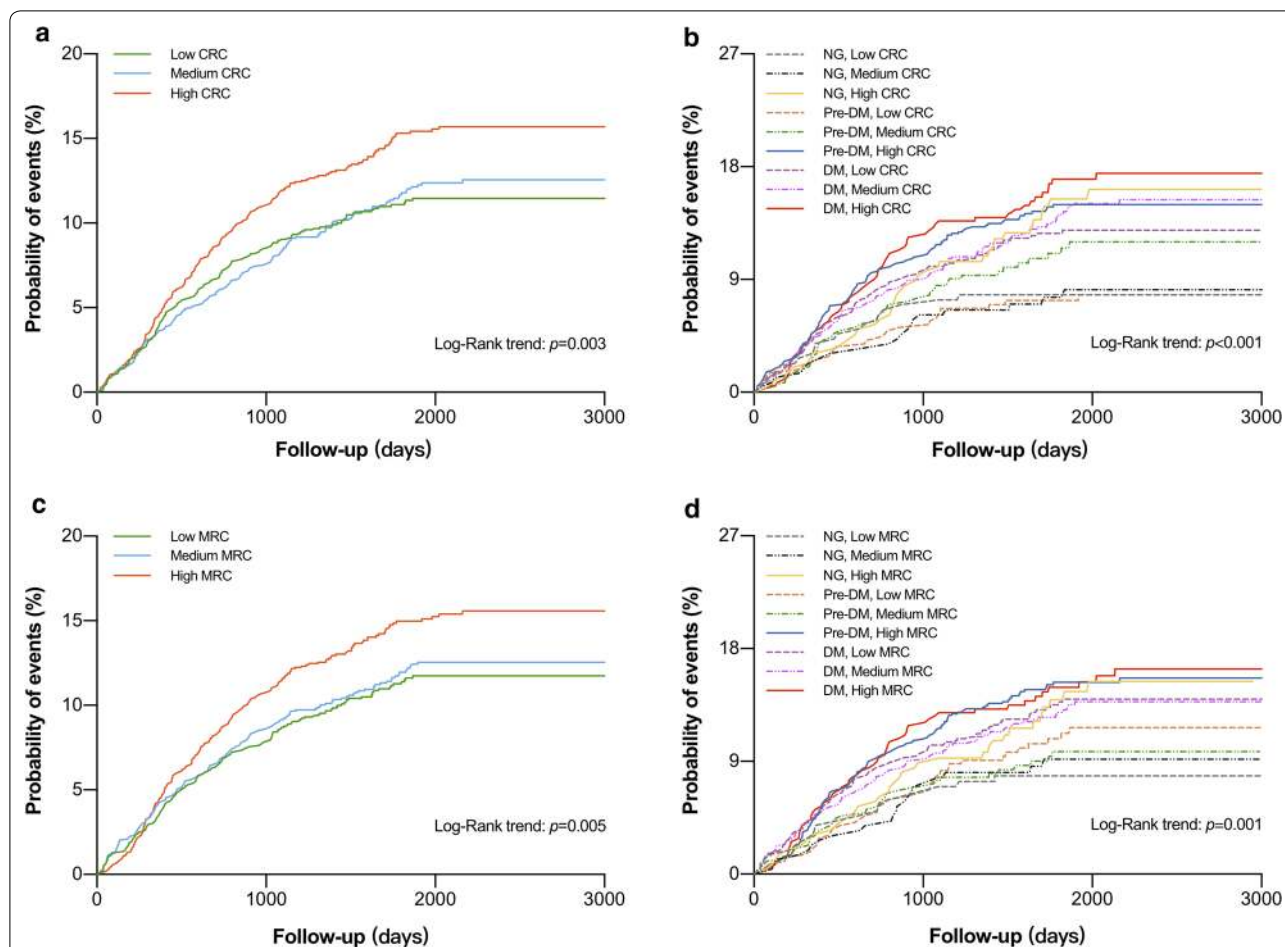 a
20
15
10
5
0
Probability of events (%)
Low CRC
Medium CRC
High CRC
Log-Rank trend: p=0.003
0 1000 2000 3000
Follow-up (days)
b
27
18
9
0
Probability of events (%)
NG, Low CRC
NG, Medium CRC
NG, High CRC
Pre-DM, Low CRC
Pre-DM, Medium CRC
Pre-DM, High CRC
DM, Low CRC
DM, Medium CRC
DM, High CRC
Log-Rank trend: p<0.001
0 1000 2000 3000
Follow-up (days)
c
20
15
10
5
0
Probability of events (%)
Low MRC
Medium MRC
High MRC
Log-Rank trend: p=0.005
0 1000 2000 3000
Follow-up (days)
d
27
18
9
0
Probability of events (%)
NG, Low MRC
NG, Medium MRC
NG, High MRC
Pre-DM, Low MRC
Pre-DM, Medium MRC
Pre-DM, High MRC
DM, Low MRC
DM, Medium MRC
DM, High MRC
Log-Rank trend: p=0.001
0 1000 2000 3000
Follow-up (days)